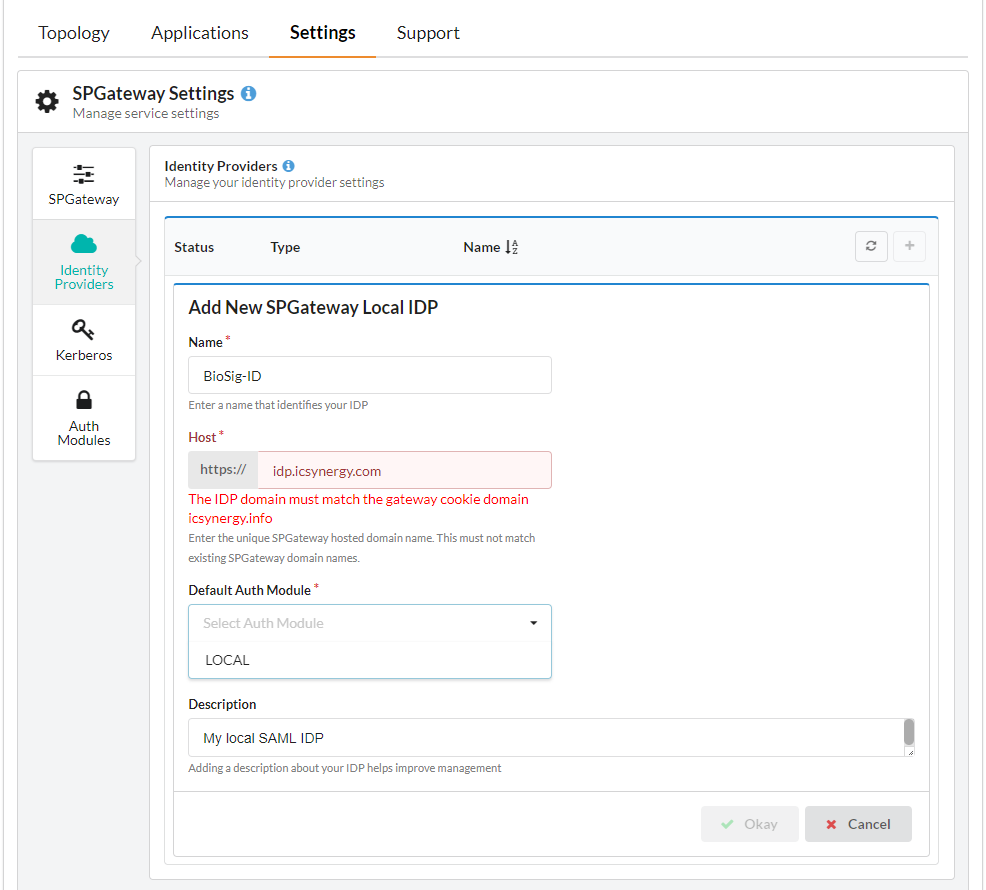 Topology Applications Settings Support
SPGateway Settings
Manage service settings
SPGateway
Identity
Providers
Kerberos
Auth
Modules
Identity Providers
Manage your identity provider settings
Status Type Name
Add New SPGateway Local IDP
Name *
BioSig-ID
Enter a name that identifies your IDP
Host *
https:// idp.icsynergy.com
The IDP domain must match the gateway cookie domain
icsynergy.info
Enter the unique SPGateway hosted domain name. This must not match
existing SPGateway domain names.
Default Auth Module *
Select Auth Module
LOCAL
Description
My local SAML IDP
Adding a description about your IDP helps improve management
Okay Cancel